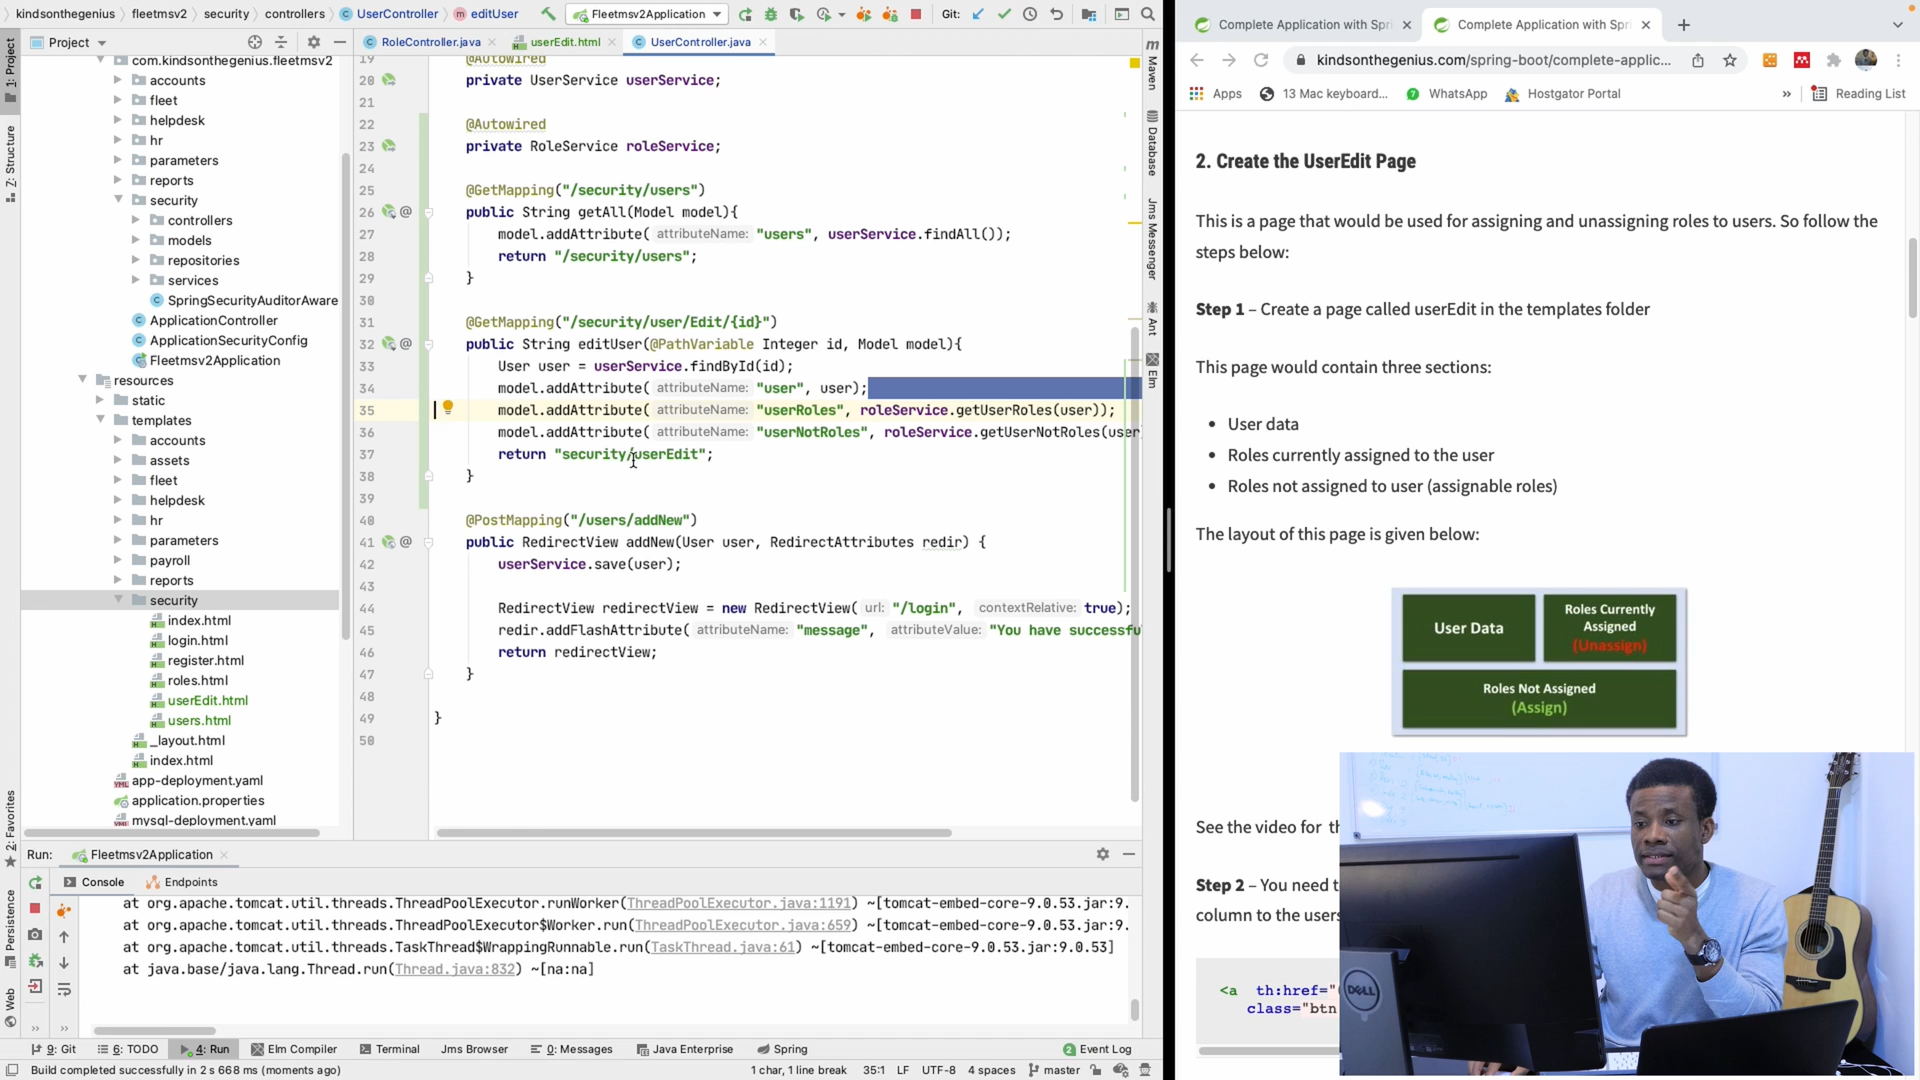 kindsonthegenius
fleetmsv2
security
controllers
UserController
editUser
Fleetmsv2Application
Git:
Project
RoleController.java
userEdit.html
UserController.java
1: Project
Z: Structure
2: Favorites
Persistence
Web
com.kindsonthegenius.fleetmsv2
accounts
fleet
helpdesk
hr
parameters
reports
security
controllers
models
repositories
services
SpringSecurityAuditorAware
ApplicationController
ApplicationSecurityConfig
Fleetmsv2Application
resources
static
templates
accounts
assets
fleet
helpdesk
hr
parameters
payroll
reports
security
index.html
login.html
register.html
roles.html
userEdit.html
users.html
_layout.html
index.html
app-deployment.yaml
application.properties
mysql-deployment.yaml
19 @Autowired
20 private UserService userService;
21
22 @Autowired
23 private RoleService roleService;
24
25 @GetMapping("/security/users")
26 public String getAll(Model model){
27 model.addAttribute( attributeName: "users", userService.findAll());
28 return "/security/users";
29 }
30
31 @GetMapping("/security/user/Edit/{id}")
32 public String editUser(@PathVariable Integer id, Model model){
33 User user = userService.findById(id);
34 model.addAttribute( attributeName: "user", user);
35 model.addAttribute( attributeName: "userRoles", roleService.getUserRoles(user));
36 model.addAttribute( attributeName: "userNotRoles", roleService.getUserNotRoles(user
37 return "security/userEdit";
38 }
39
40 @PostMapping("/users/addNew")
41 public RedirectView addNew(User user, RedirectAttributes redir) {
42 userService.save(user);
43
44 RedirectView redirectView = new RedirectView( url: "/login", contextRelative: true);
45 redir.addFlashAttribute( attributeName: "message", attributeValue: "You have successfu
46 return redirectView;
47 }
48
49 }
50
Maven
Database
Jms Messenger
Ant
Elm
Run: Fleetmsv2Application
Console Endpoints
at org.apache.tomcat.util.threads.ThreadPoolExecutor.runWorker(ThreadPoolExecutor.java:1191) ~[tomcat-embed-core-9.0.53.jar:9.
at org.apache.tomcat.util.threads.ThreadPoolExecutor$Worker.run(ThreadPoolExecutor.java:659) ~[tomcat-embed-core-9.0.53.jar:9.
at org.apache.tomcat.util.threads.TaskThread$WrappingRunnable.run(TaskThread.java:61) ~[tomcat-embed-core-9.0.53.jar:9.0.53]
at java.base/java.lang.Thread.run(Thread.java:832) ~[na:na]
9: Git 6: TODO 4: Run Elm Compiler Terminal Jms Browser 0: Messages Java Enterprise Spring 2 Event Log
Build completed successfully in 2 s 668 ms (moments ago) 1 char, 1 line break 35:1 LF UTF-8 4 spaces master
Complete Application with Spri
Complete Application with Spri
kindsonthegenius.com/spring-boot/complete-applic...
Apps 13 Mac keyboard... WhatsApp Hostgator Portal » Reading List
2. Create the UserEdit Page
This is a page that would be used for assigning and unassigning roles to users. So follow the
steps below:
Step 1 – Create a page called userEdit in the templates folder
This page would contain three sections:
• User data
• Roles currently assigned to the user
• Roles not assigned to user (assignable roles)
The layout of this page is given below:
User Data
Roles Currently
Assigned
(Unassign)
Roles Not Assigned
(Assign)
See the video for th
Step 2 – You need t
column to the users
<a th:href="
class="btn
DELL